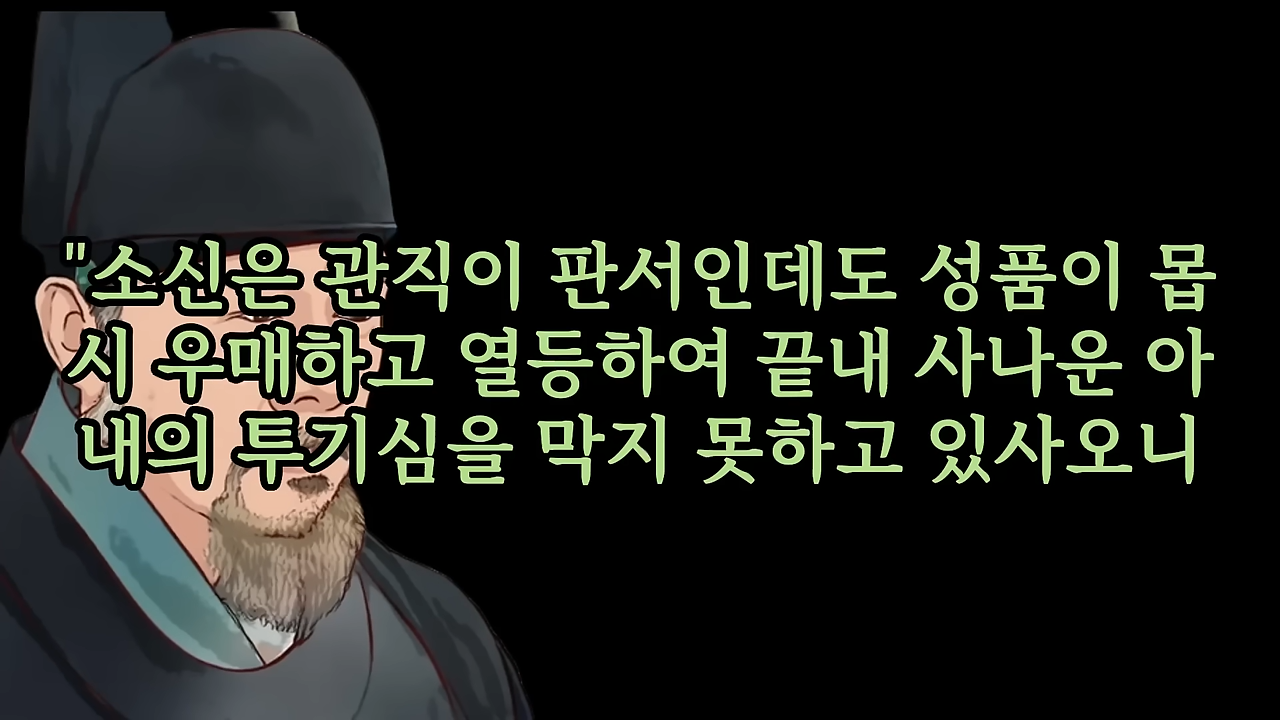 "소신은 관직이 판서인데도 성품이 몹
시 우매하고 열등하여 끝내 사나운 아
내의 투기심을 막지 못하고 있사오니